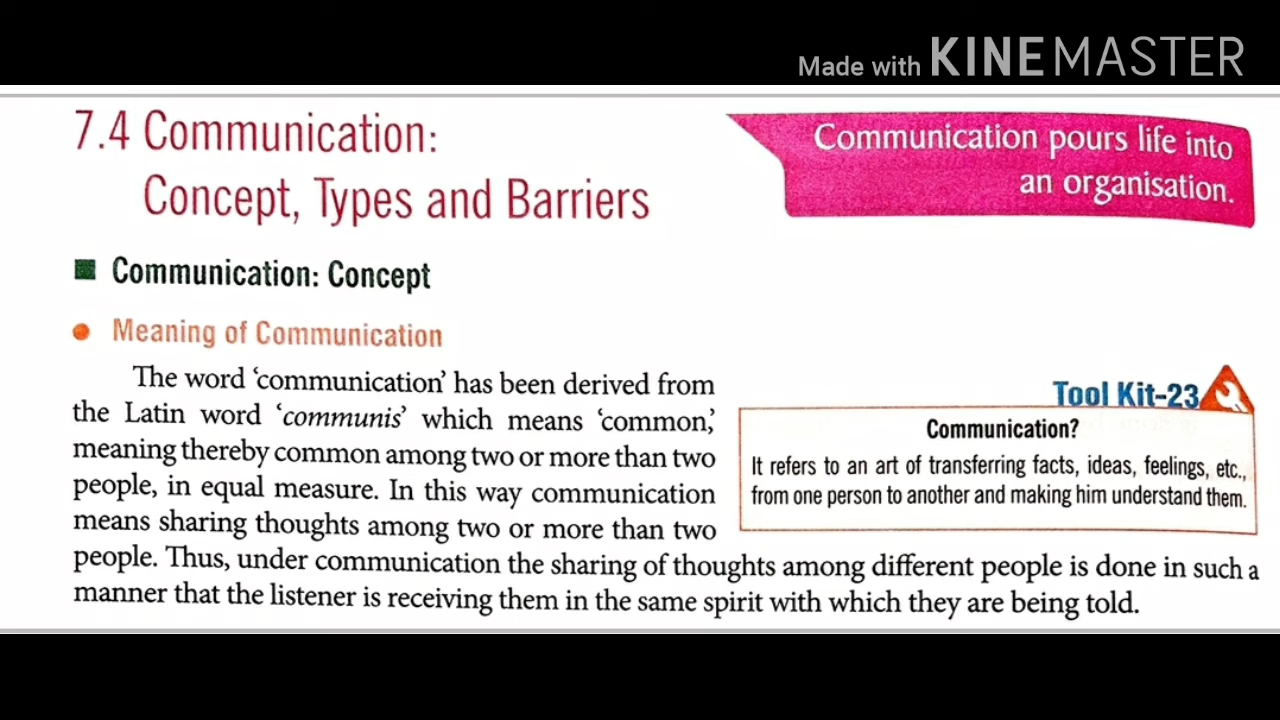 Made with KINEMASTER
7.4 Communication:
Concept, Types and Barriers
Communication pours life into
an organisation.
Communication: Concept
Meaning of Communication
The word ‘communication’ has been derived from
the Latin word ‘communis’ which means ‘common,’
meaning thereby common among two or more than two
people, in equal measure. In this way communication
means sharing thoughts among two or more than two
people. Thus, under communication the sharing of thoughts among different people is done in such a
manner that the listener is receiving them in the same spirit with which they are being told.
Tool Kit-23
Communication?
It refers to an art of transferring facts, ideas, feelings, etc.,
from one person to another and making him understand them.